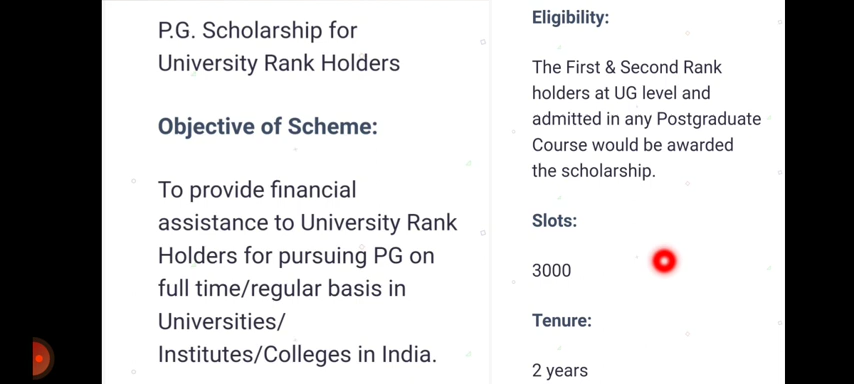 P.G. Scholarship for
University Rank Holders
Objective of Scheme:
To provide financial
assistance to University Rank
Holders for pursuing PG on
full time/regular basis in
Universities/
Institutes/Colleges in India.
Eligibility:
The First & Second Rank
holders at UG level and
admitted in any Postgraduate
Course would be awarded
the scholarship.
Slots:
3000
Tenure:
2 years